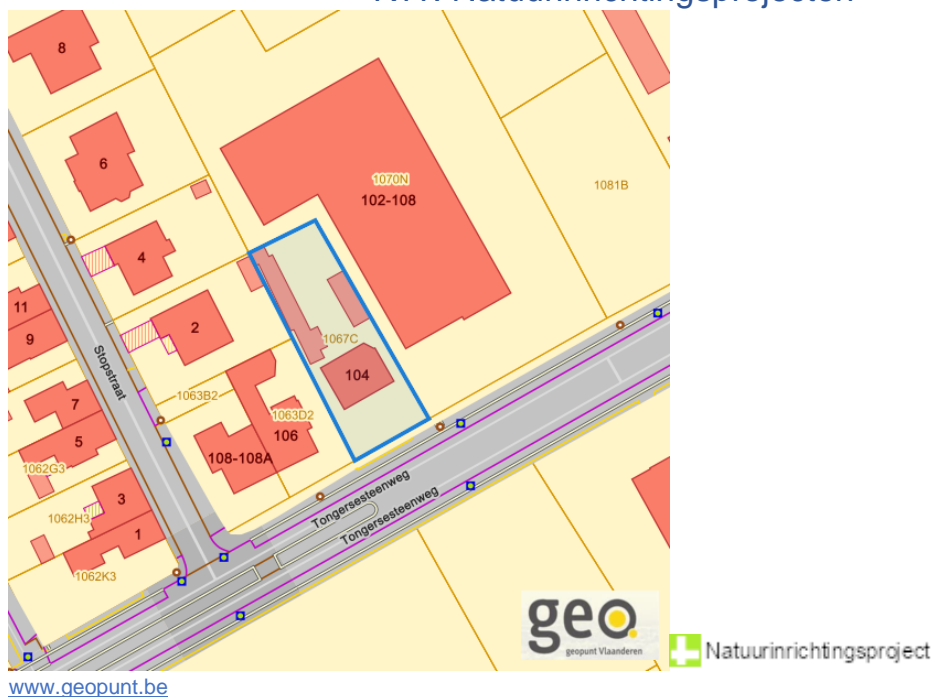 8
6
1070N
102-108
1081B
4
11
9
2
Stopstraat
1067C
104
7
1063B2
1063D2
106
5
108-108A
1062G3
3
1062H3
1
1062K3
Tongersesteenweg
Tongersesteenweg
geo
geopunt Vlaanderen
Natuurinrichtingsproject
www.geopunt.be